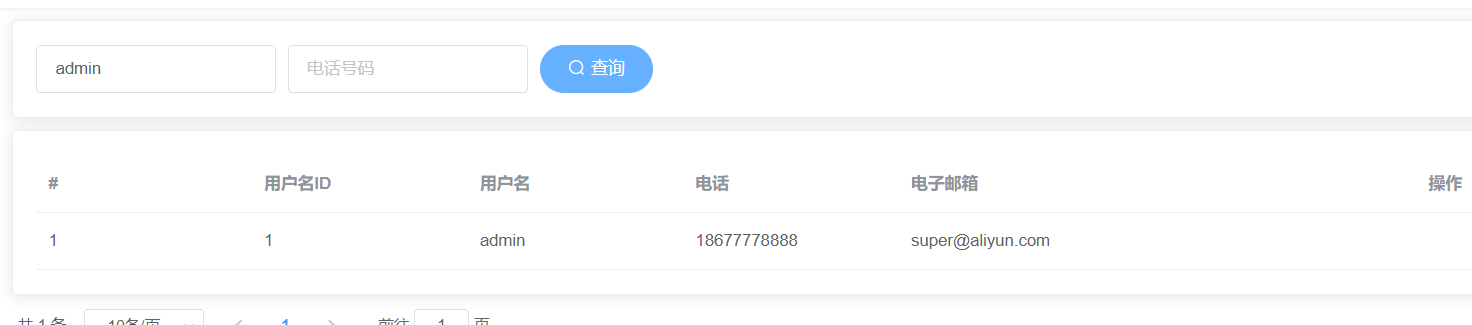 admin 电话号码 查询
# 用户名ID 用户名 电话 电子邮箱 操作
1 1 admin 18677778888 super@aliyun.com
共 1 条 10条/页 1 前往 1 页